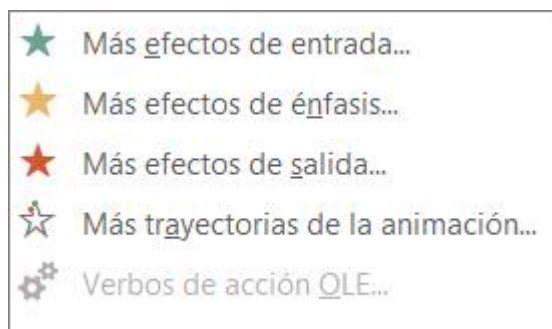 Más efectos de entrada...
Más efectos de énfasis...
Más efectos de salida...
Más trayectorias de la animación...
Verbos de acción OLE...